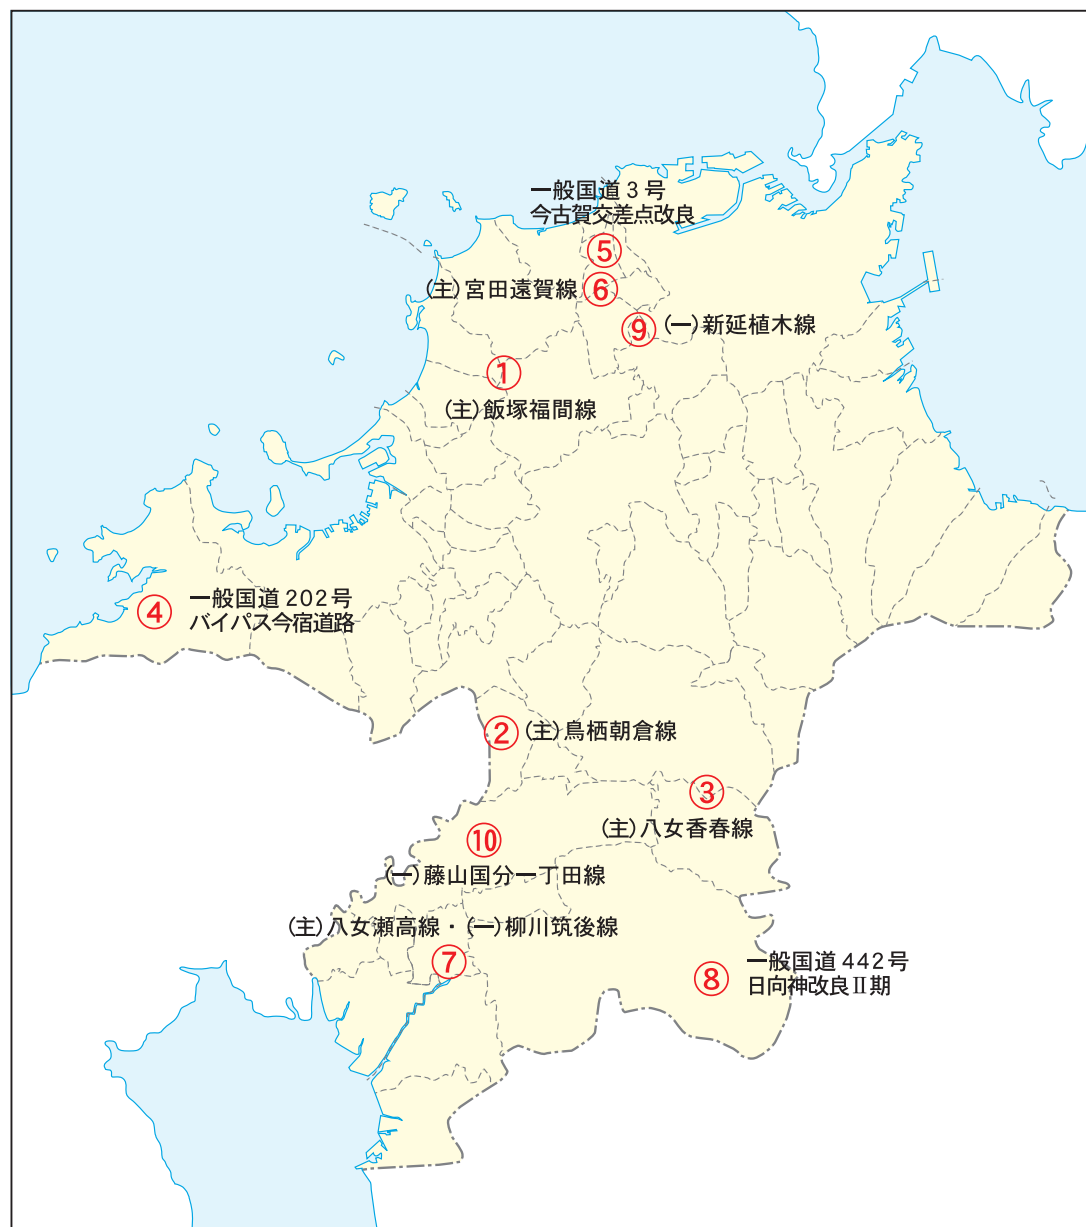 一般国道3号
今古賀交差点改良
⑤
(主)宮田遠賀線
⑥
⑨
(一)新延植木線
①
(主)飯塚福間線
④
一般国道202号
バイパス今宿道路
②
(主)鳥栖朝倉線
③
(主)八女香春線
⑩
(一)藤山国分一丁田線
(主)八女瀬高線・(一)柳川筑後線
⑦
⑧
一般国道442号
日向神改良Ⅱ期